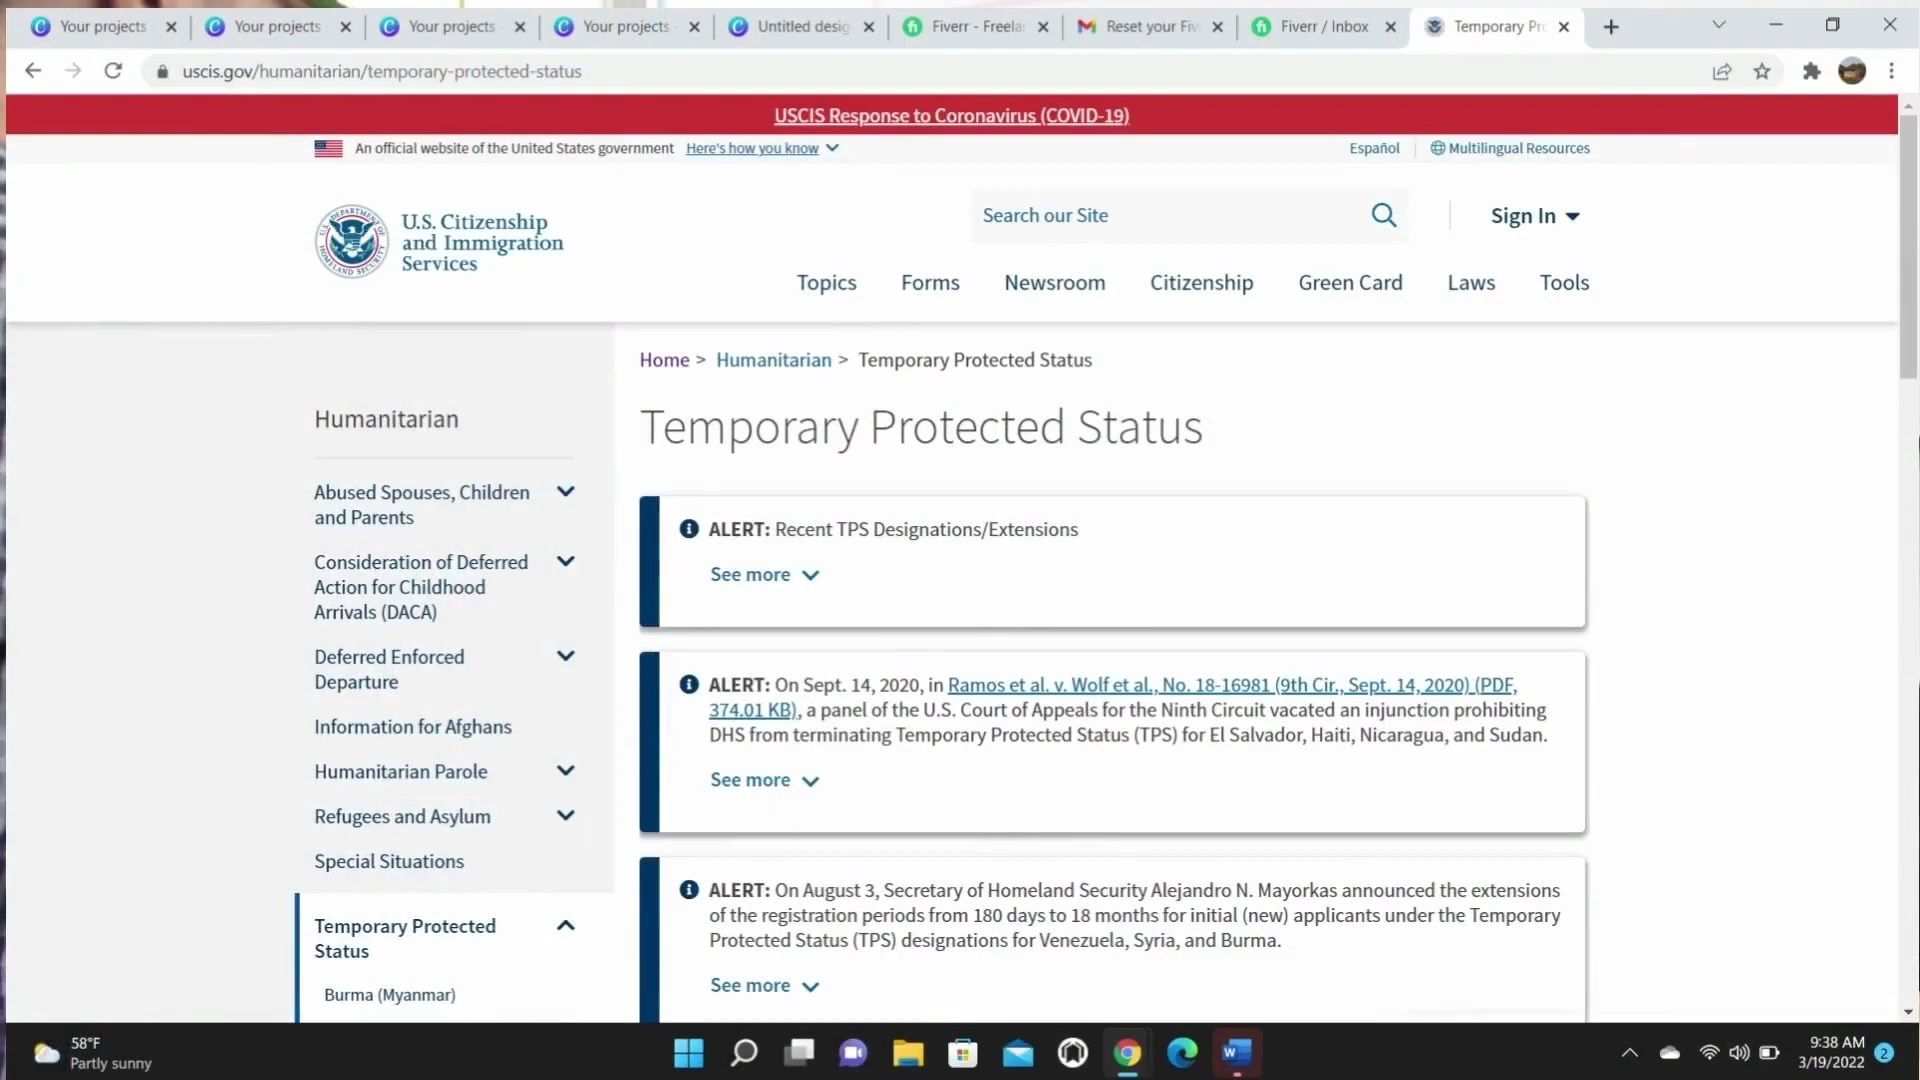 Your projects
Your projects
Your projects
Your projects
Untitled desig
Fiverr - Freela
Reset your Fiv
Fiverr / Inbox
Temporary Pr
uscis.gov/humanitarian/temporary-protected-status
USCIS Response to Coronavirus (COVID-19)
An official website of the United States government Here's how you know
Español
Multilingual Resources
U.S. Citizenship
and Immigration
Services
Search our Site
Sign In
Topics Forms Newsroom Citizenship Green Card Laws Tools
Home > Humanitarian > Temporary Protected Status
Humanitarian
Abused Spouses, Children
and Parents
Consideration of Deferred
Action for Childhood
Arrivals (DACA)
Deferred Enforced
Departure
Information for Afghans
Humanitarian Parole
Refugees and Asylum
Special Situations
Temporary Protected
Status
Burma (Myanmar)
Temporary Protected Status
ALERT: Recent TPS Designations/Extensions
See more
ALERT: On Sept. 14, 2020, in Ramos et al. v. Wolf et al., No. 18-16981 (9th Cir., Sept. 14, 2020) (PDF,
374.01 KB), a panel of the U.S. Court of Appeals for the Ninth Circuit vacated an injunction prohibiting
DHS from terminating Temporary Protected Status (TPS) for El Salvador, Haiti, Nicaragua, and Sudan.
See more
ALERT: On August 3, Secretary of Homeland Security Alejandro N. Mayorkas announced the extensions
of the registration periods from 180 days to 18 months for initial (new) applicants under the Temporary
Protected Status (TPS) designations for Venezuela, Syria, and Burma.
See more
58°F
Partly sunny
9:38 AM
3/19/2022
2